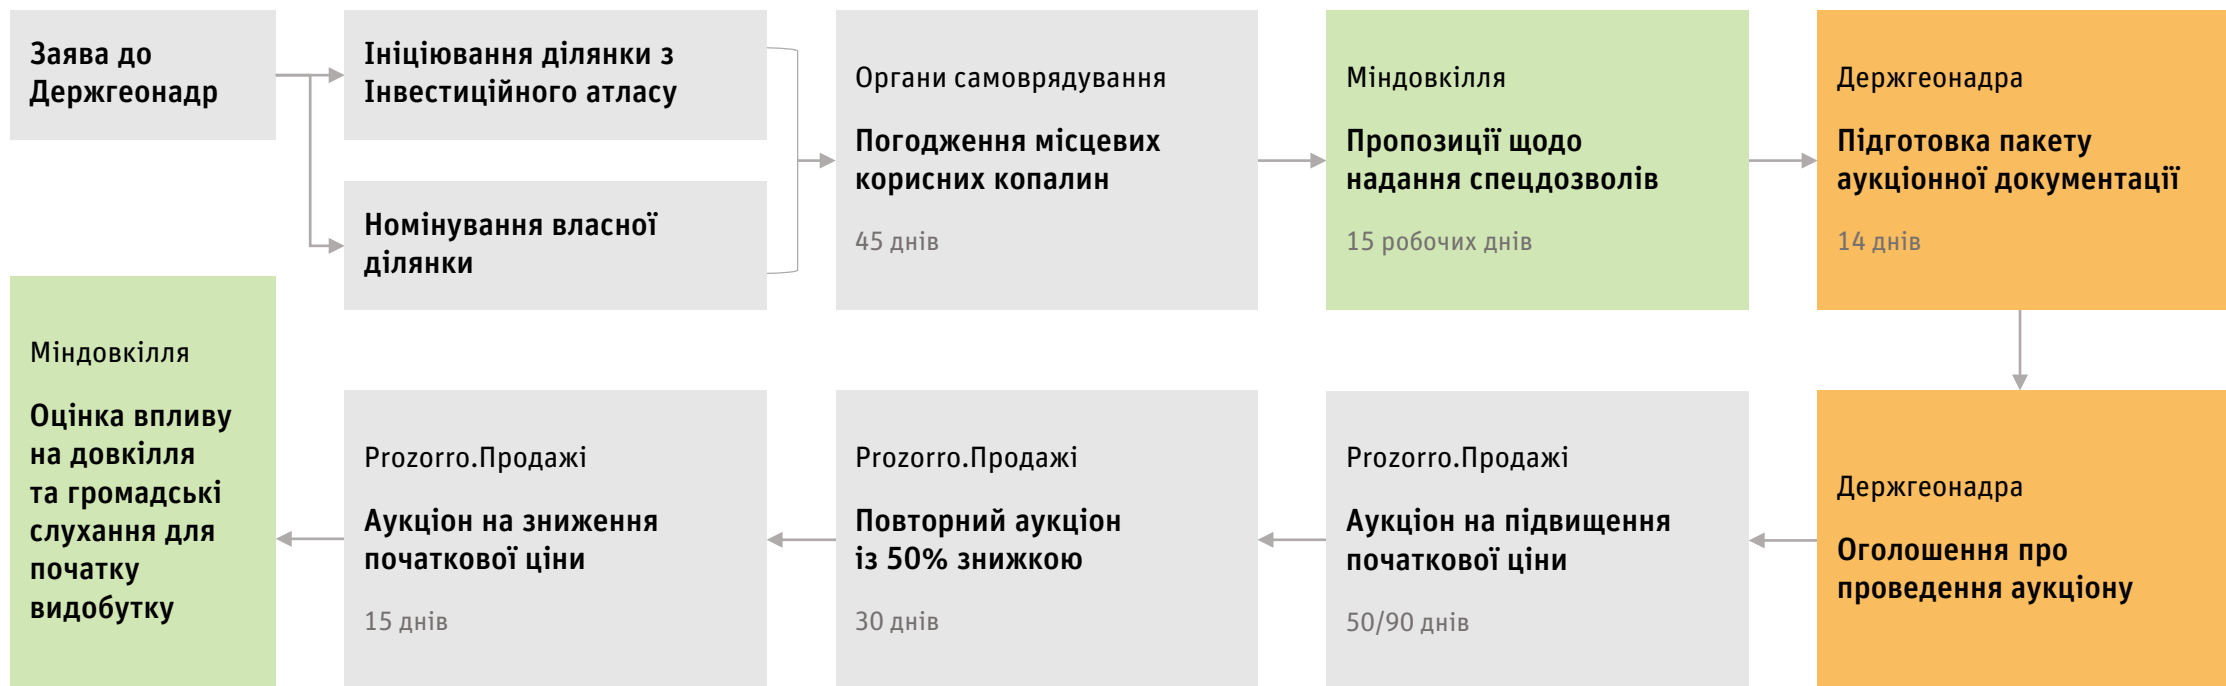 Заява до
Держгеонадр
Ініціювання ділянки з
Інвестиційного атласу
Номінування власної
ділянки
Органи самоврядування
Погодження місцевих
корисних копалин
45 днів
Міндовкілля
Пропозиції щодо
надання спецдозволів
15 робочих днів
Держгеонадра
Підготовка пакету
аукціонної документації
14 днів
Держгеонадра
Оголошення про
проведення аукціону
Prozorro.Продажі
Аукціон на підвищення
початкової ціни
50/90 днів
Prozorro.Продажі
Повторний аукціон
із 50% знижкою
30 днів
Prozorro.Продажі
Аукціон на зниження
початкової ціни
15 днів
Міндовкілля
Оцінка впливу
на довкілля
та громадські
слухання для
початку
видобутку